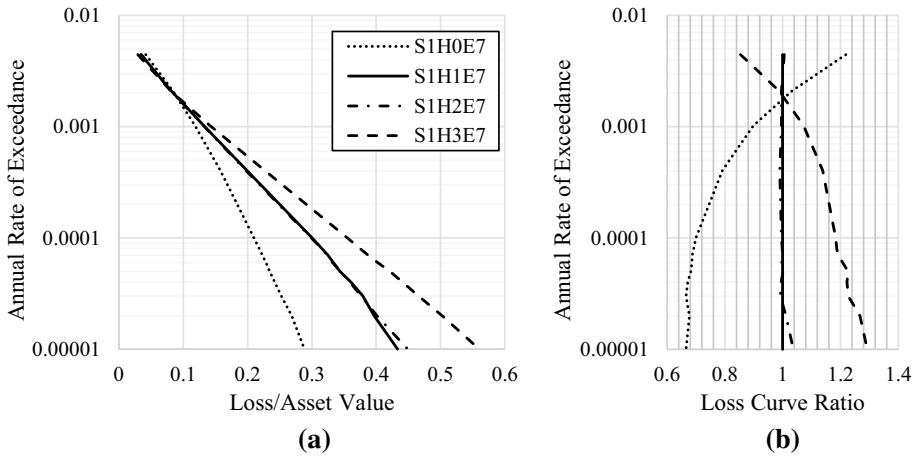 0.01
0.001
0.0001
0.00001
Annual Rate of Exceedance
S1H0E7
S1H1E7
S1H2E7
S1H3E7
0 0.1 0.2 0.3 0.4 0.5 0.6
Loss/Asset Value
(a)
0.01
0.001
0.0001
0.00001
Annual Rate of Exceedance
0.6 0.8 1 1.2 1.4
Loss Curve Ratio
(b)